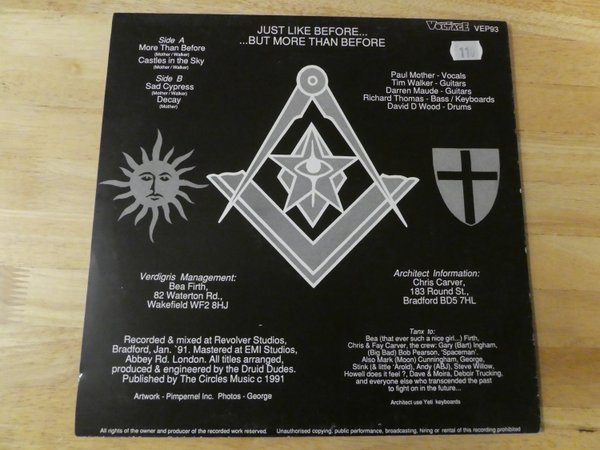 Side A
More Than Before
(Mother / Walker)
Castles in the Sky
(Mother / Walker)
Side B
Sad Cypress
(Mother / Walker)
Decay
(Mother)
JUST LIKE BEFORE...
...BUT MORE THAN BEFORE
VOLTAGE VEP93
Paul Mother - Vocals
Tim Walker - Guitars
Darren Maude - Guitars
Richard Thomas - Bass / Keyboards
David D Wood - Drums
Verdigris Management:
Bea Firth,
82 Waterton Rd.,
Wakefield WF2 8HJ
Architect Information:
Chris Carver,
183 Round St.,
Bradford BD5 7HL
Recorded & mixed at Revolver Studios,
Bradford, Jan. `91. Mastered at EMI Studios,
Abbey Rd. London. All titles arranged,
produced & engineered by the Druid Dudes.
Published by The Circles Music c 1991
Artwork - Pimpernel Inc. Photos - George
Tanx to:
Bea (that ever such a nice girl...) Firth,
Chris & Fay Carver, the crew: Gary (Bart) Ingham,
(Big Bad) Bob Pearson, 'Spaceman'.
Also Mark (Moon) Cunningham, George,
Stink (& little 'Arold), Andy (ABJ), Steve Willow,
Howell does it feel ?, Dave & Moira, Deboir Trucking,
and everyone else who transcended the past
to fight on in the future...
Architect use Yeti keyboards
All rights of the owner and producer of the recorded work reserved. Unauthorised copying, public performance, broadcasting, hiring or rental of this recording prohibited